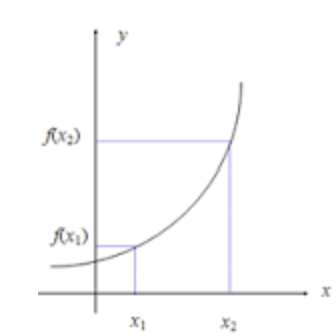 y
f(x₂)
f(x₁)
x
x₁
x₂